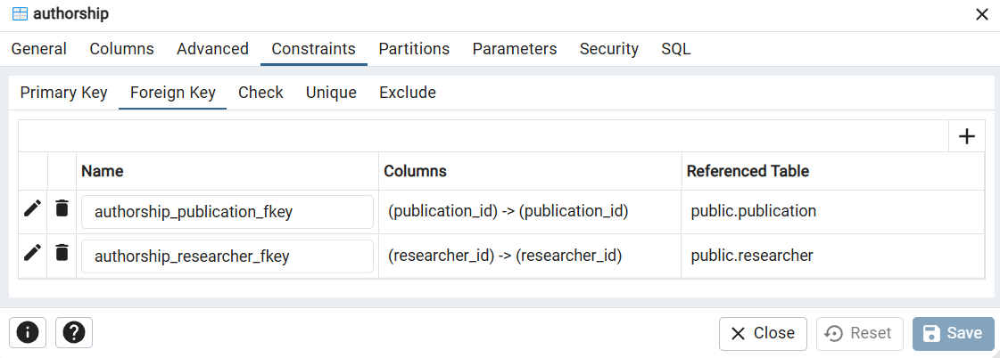 authorship
General Columns Advanced Constraints Partitions Parameters Security SQL
Primary Key Foreign Key Check Unique Exclude
Name Columns Referenced Table
authorship_publication_fkey (publication_id) -> (publication_id) public.publication
authorship_researcher_fkey (researcher_id) -> (researcher_id) public.researcher
Close Reset Save